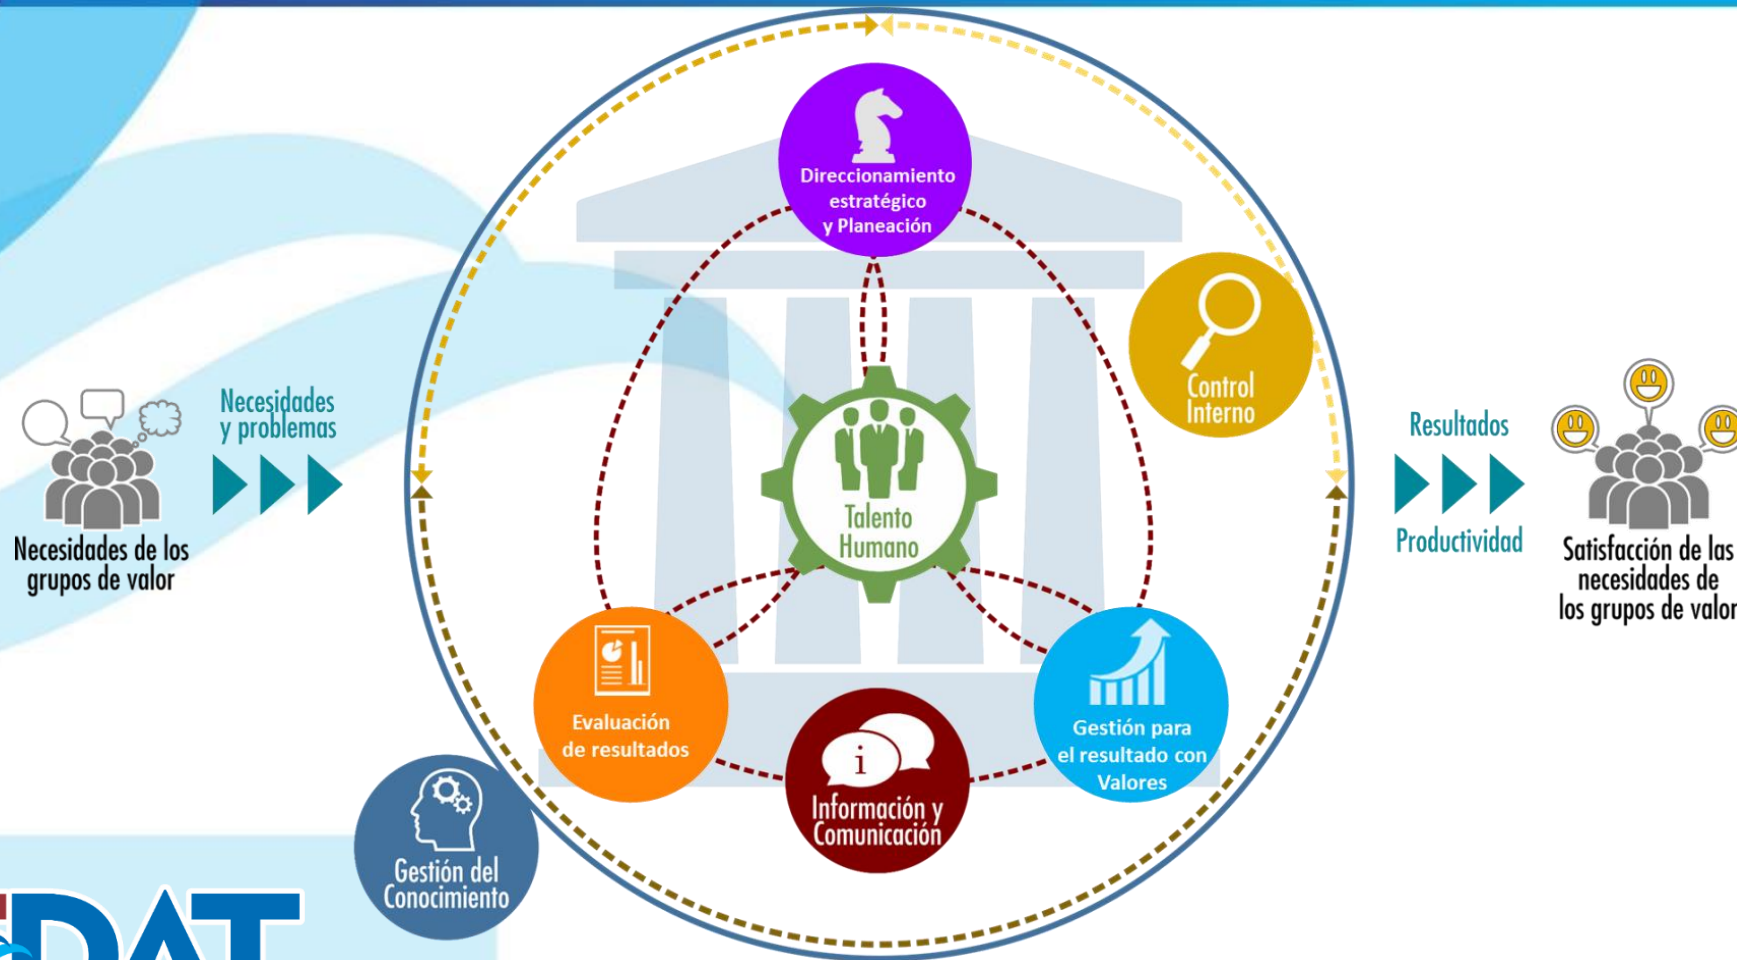 Direccionamiento
estratégico
y Planeación
Control
Interno
Necesidades
y problemas
Necesidades de los
grupos de valor
Talento
Humano
Resultados
Productividad
Satisfacción de las
necesidades de
los grupos de valor
Evaluación
de resultados
i
Información y
Comunicación
Gestión para
el resultado con
Valores
Gestión del
Conocimiento
DAT